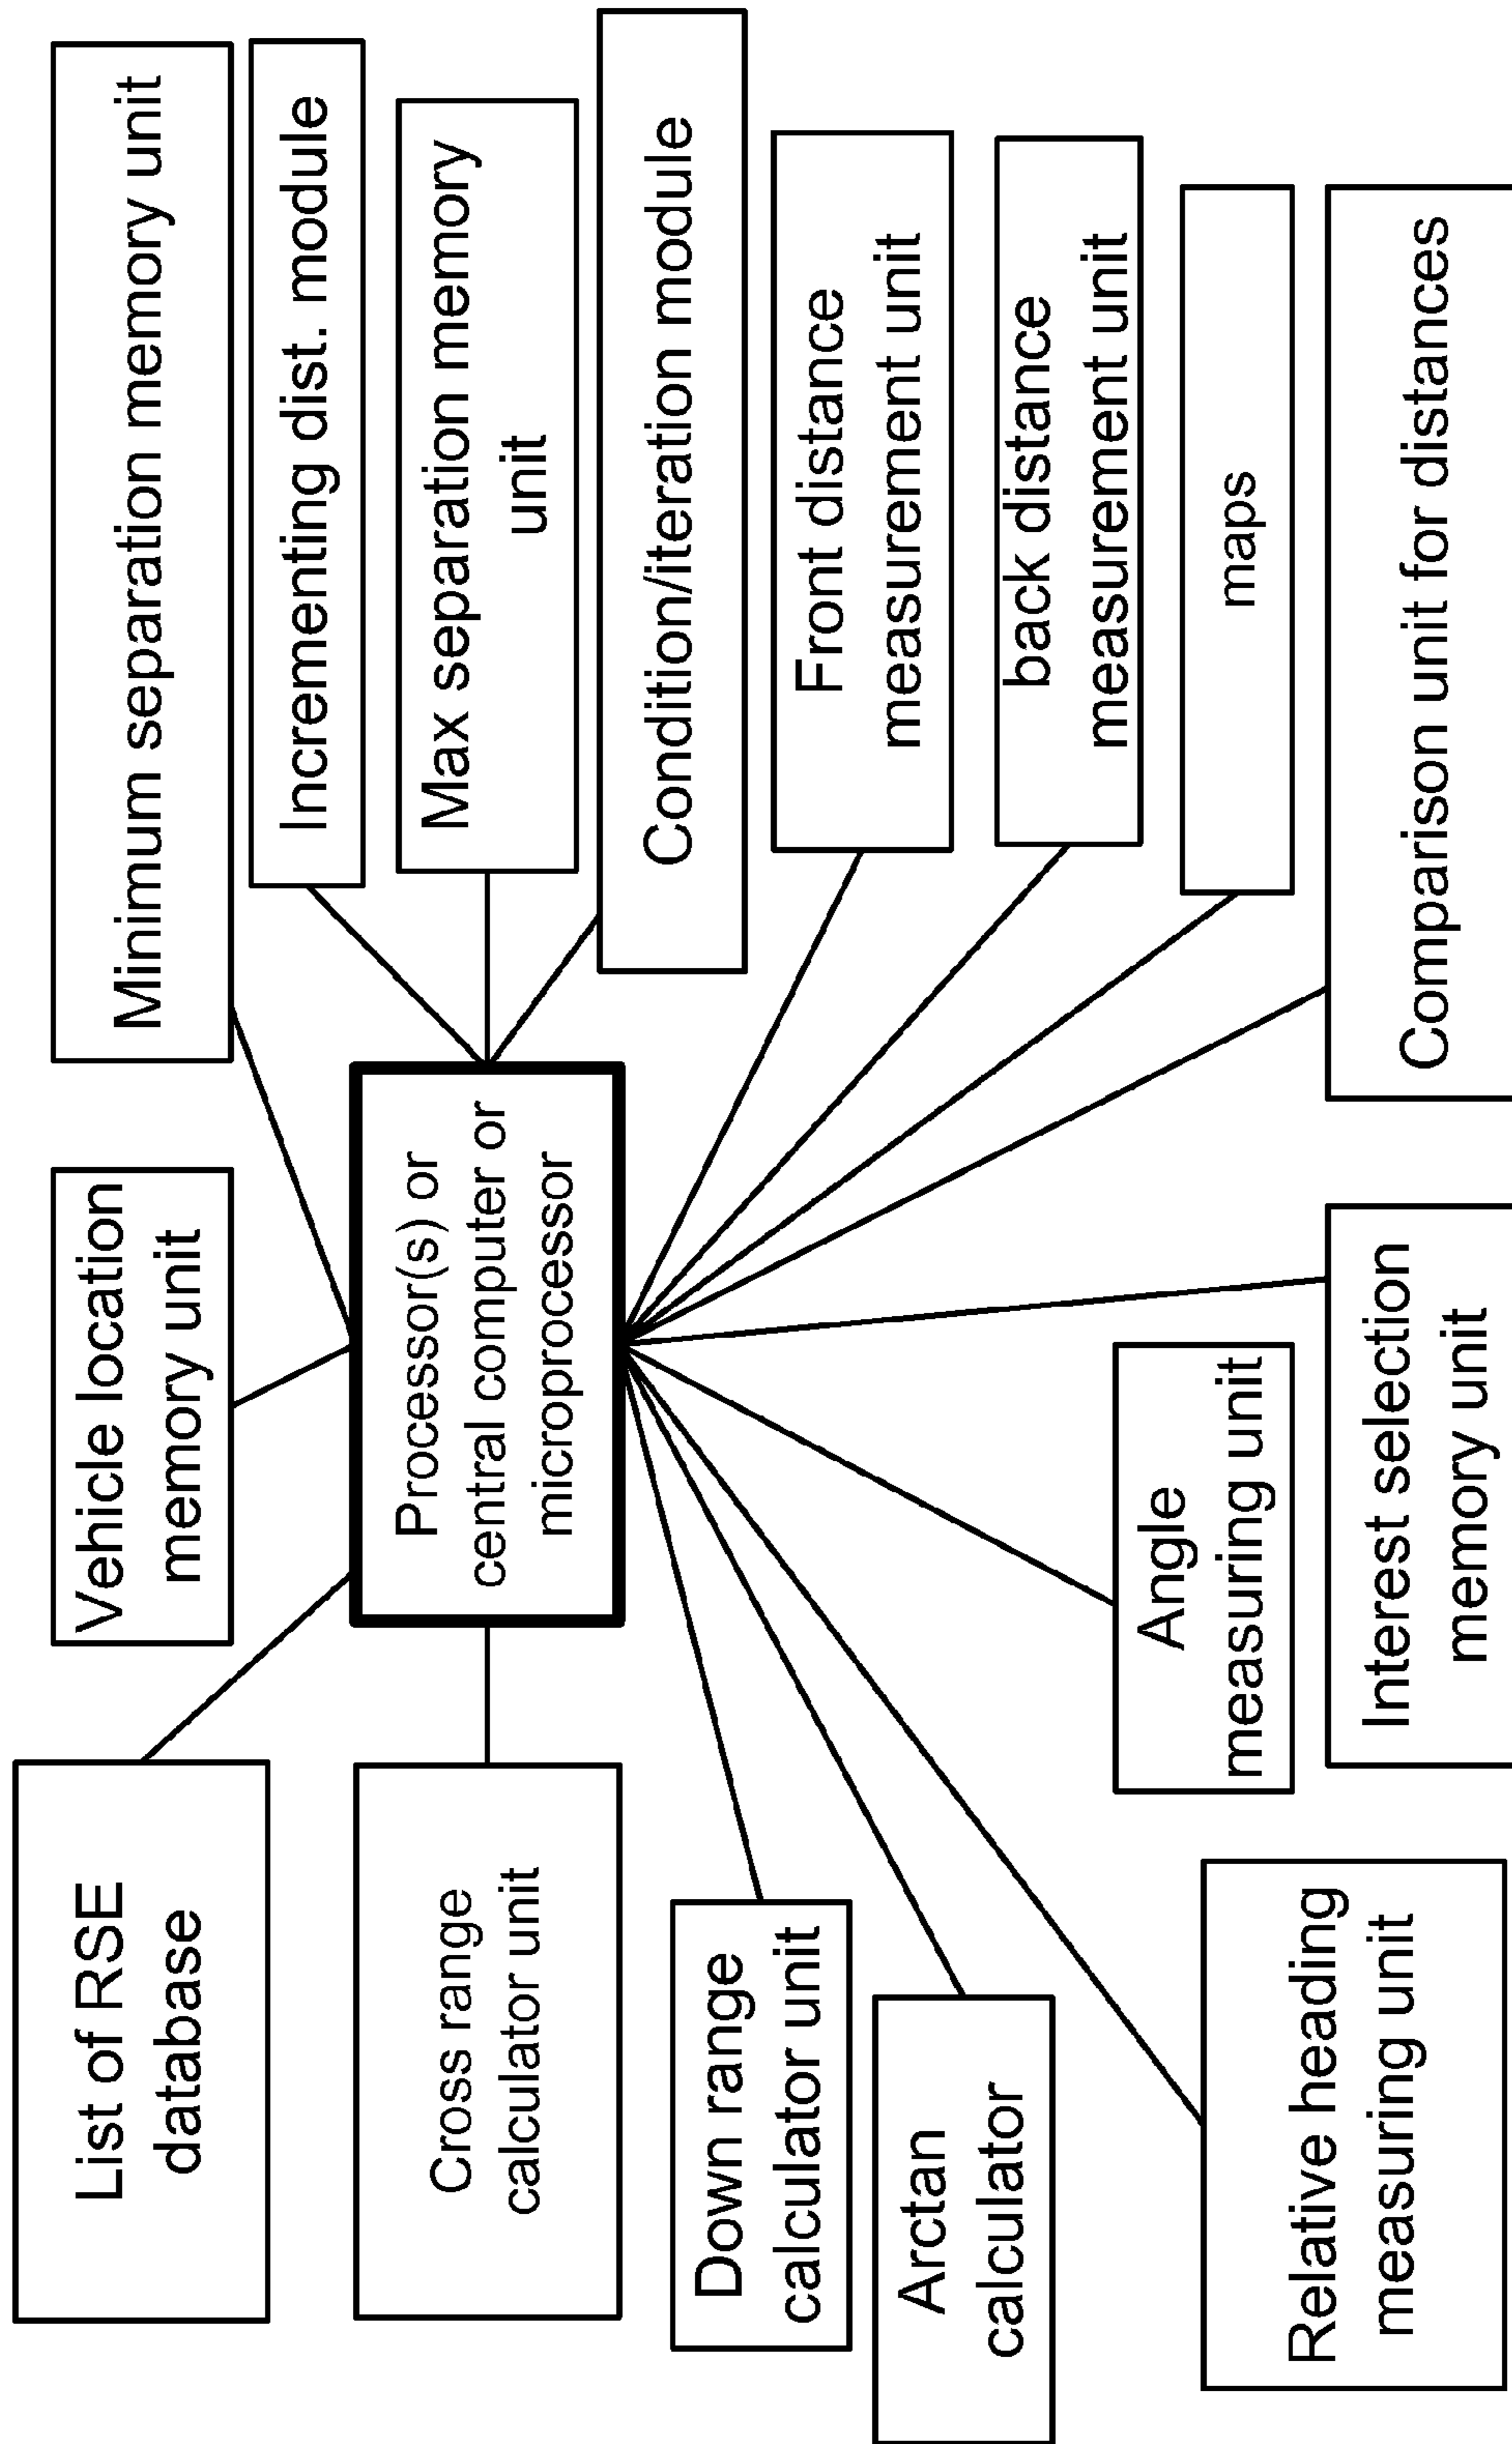 List of RSE
database
Vehicle location
memory unit
Minimum separation memory unit
Incrementing dist. module
Max separation memory
unit
Cross range
calculator unit
Processor(s) or
central computer or
microprocessor
Condition/iteration module
Down range
calculator unit
Front distance
measurement unit
Arctan
calculator
back distance
measurement unit
Angle
measuring unit
maps
Relative heading
measuring unit
Interest selection
memory unit
Comparison unit for distances